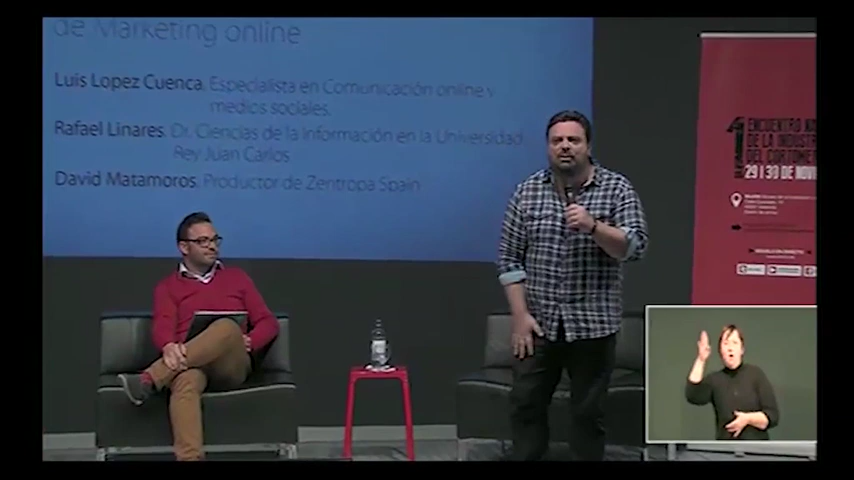 de Marketing online
Luis Lopez Cuenca, Especialista en Comunicación online y
medios sociales.
Rafael Linares, Dr. Ciencias de la Información en la Universidad
Rey Juan Carlos
David Matamoros, Productor de Zentropa Spain
1
ENCUENTRO
DE LA INDUSTR
DEL CORTOME
29 | 30 DE NOVI